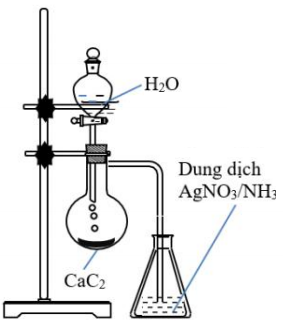 H₂O
Dung dịch
AgNO₃/NH₃
CaC₂